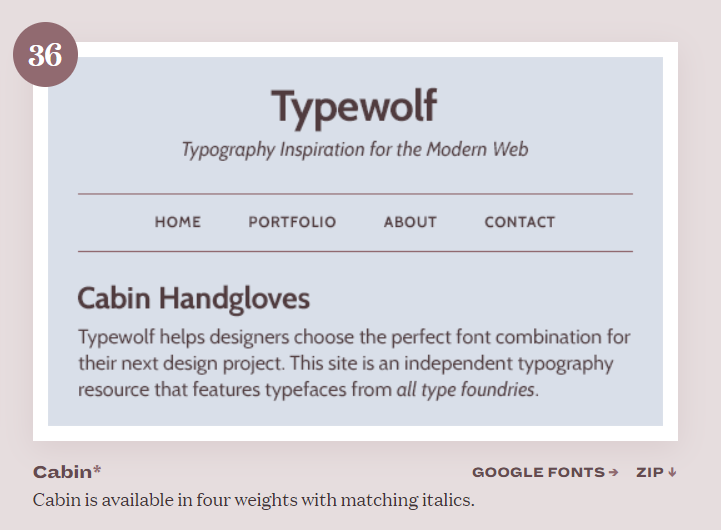 36
Typewolf
Typography Inspiration for the Modern Web
HOME PORTFOLIO ABOUT CONTACT
Cabin Handgloves
Typewolf helps designers choose the perfect font combination for
their next design project. This site is an independent typography
resource that features typefaces from all type foundries.
Cabin* GOOGLE FONTS → ZIP ↓
Cabin is available in four weights with matching italics.